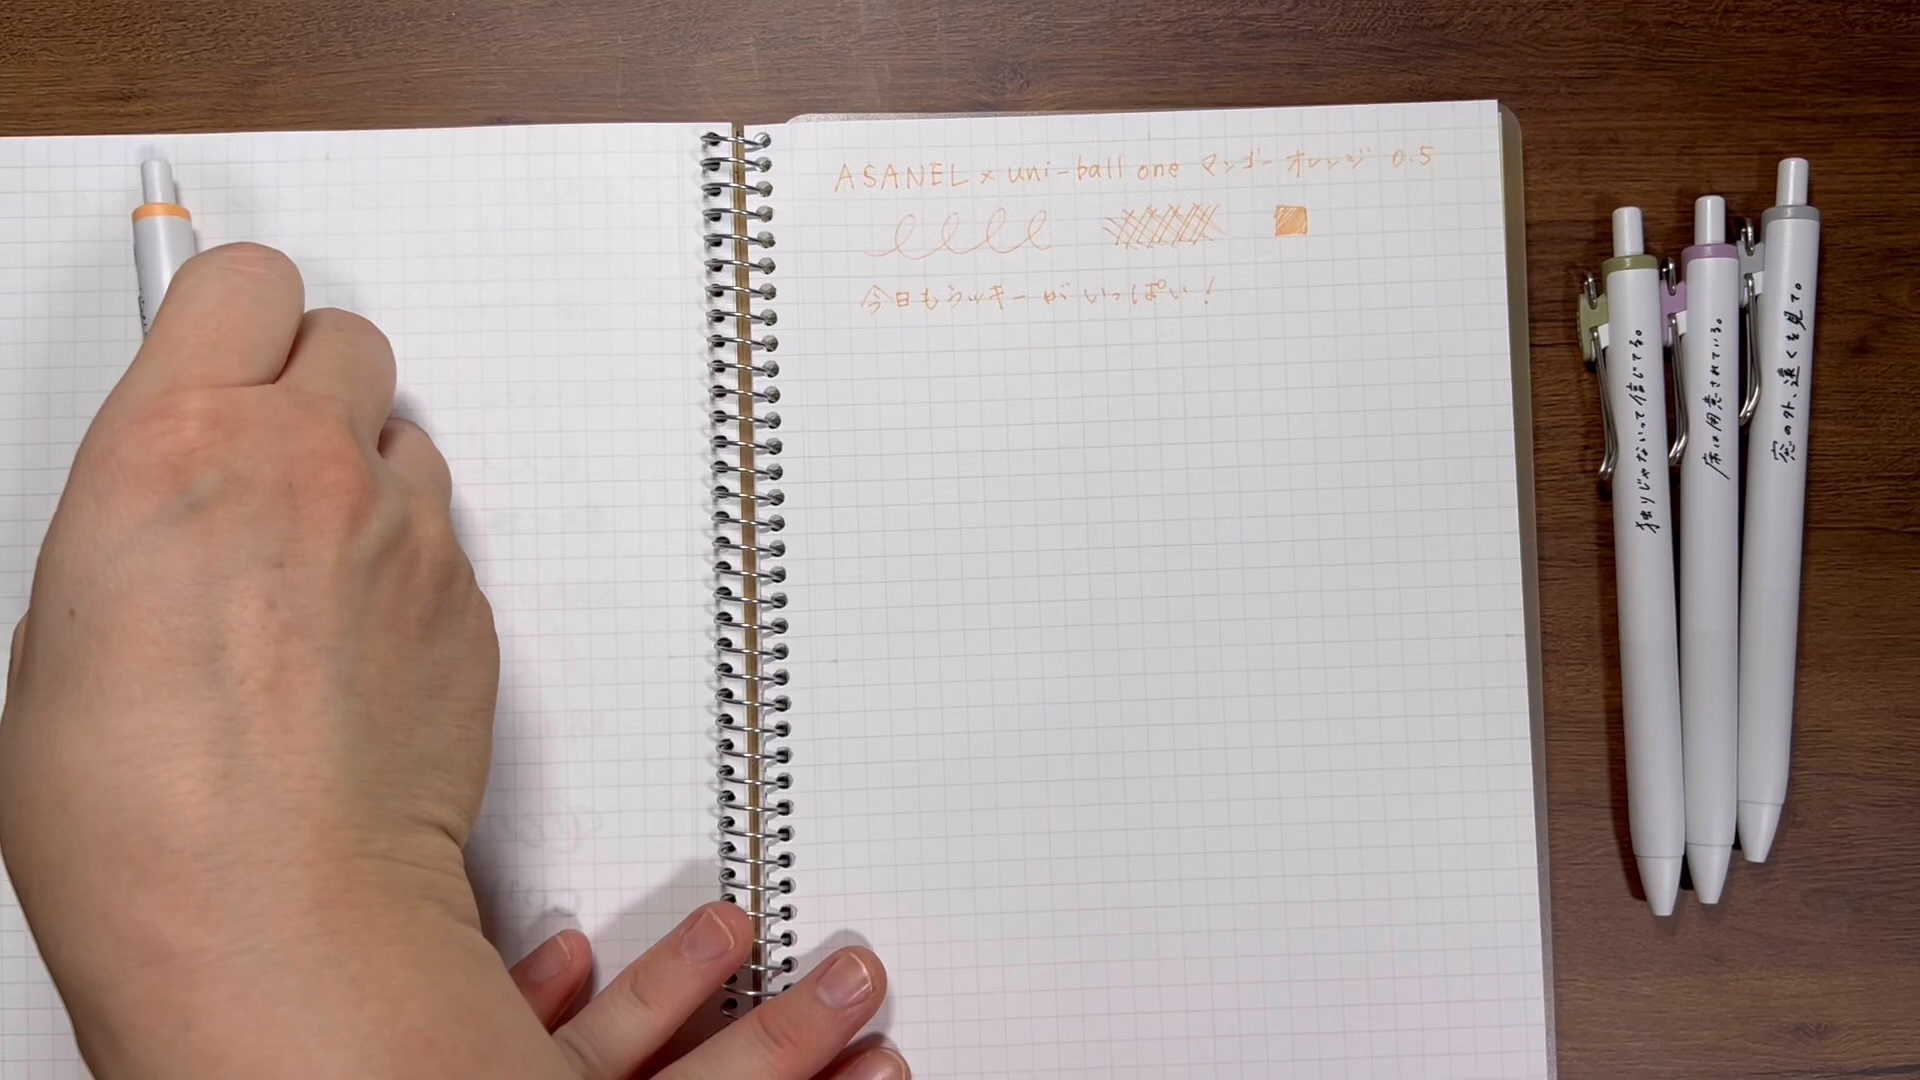 ASANEL × uni-ball one マンゴーオレンジ 0.5
今日もラッキーがいっぱい！
独りじゃないって信じてる。
床は用意されている。
窓の外、遠くを見て。